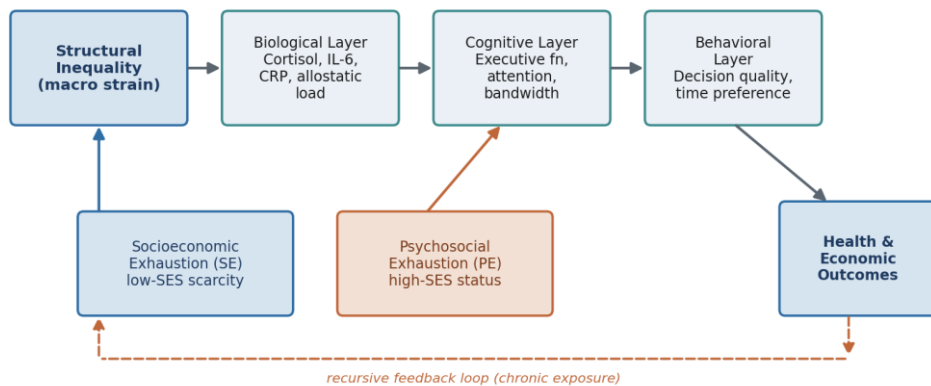 Structural
Inequality
(macro strain)
Biological Layer
Cortisol, IL-6,
CRP, allostatic
load
Cognitive Layer
Executive fn,
attention,
bandwidth
Behavioral
Layer
Decision quality,
time preference
Socioeconomic
Exhaustion (SE)
low-SES scarcity
Psychosocial
Exhaustion (PE)
high-SES status
Health &
Economic
Outcomes
recursive feedback loop (chronic exposure)